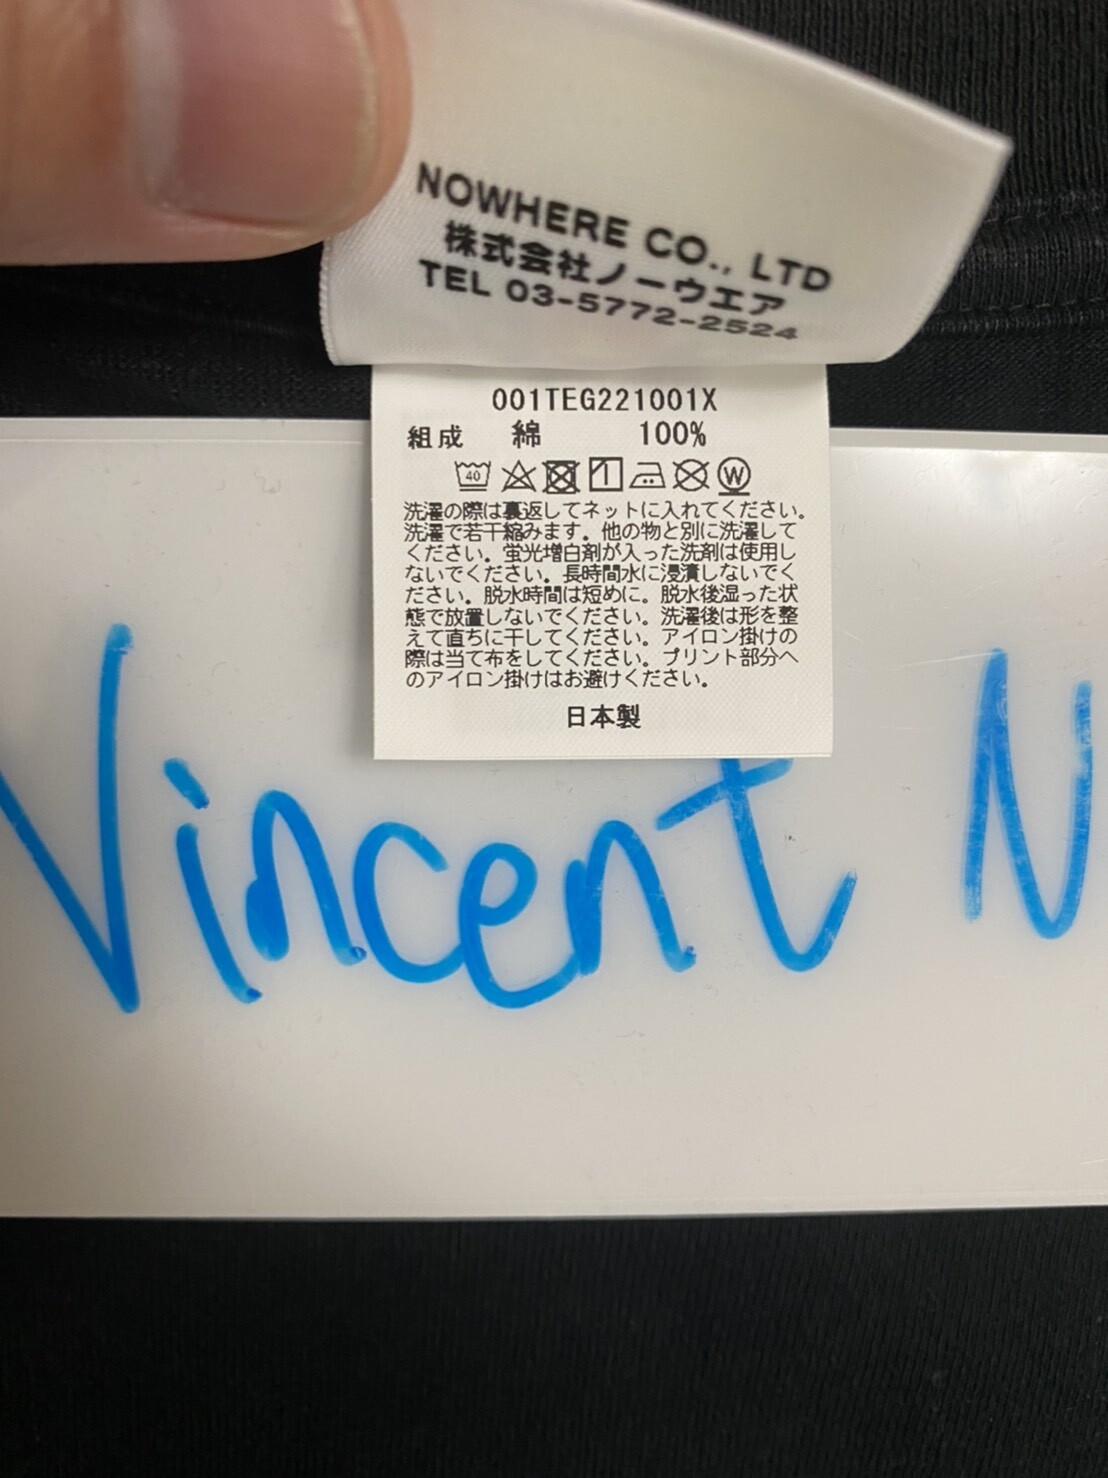 NOWHERE CO., LTD
株式会社ノーウエア
TEL 03-5772-2524
001TEG221001X
組成 綿 100%
40 W
洗濯の際は裏返してネットに入れてください。
洗濯で若干縮みます。他の物と別に洗濯して
ください。蛍光増白剤が入った洗剤は使用し
ないでください。長時間水に浸漬しないでく
ださい。脱水時間は短めに。脱水後湿った状
態で放置しないでください。洗濯後は形を整
えて直ちに干してください。アイロン掛けの
際は当て布をしてください。プリント部分へ
のアイロン掛けはお避けください。
日本製
Vincent N